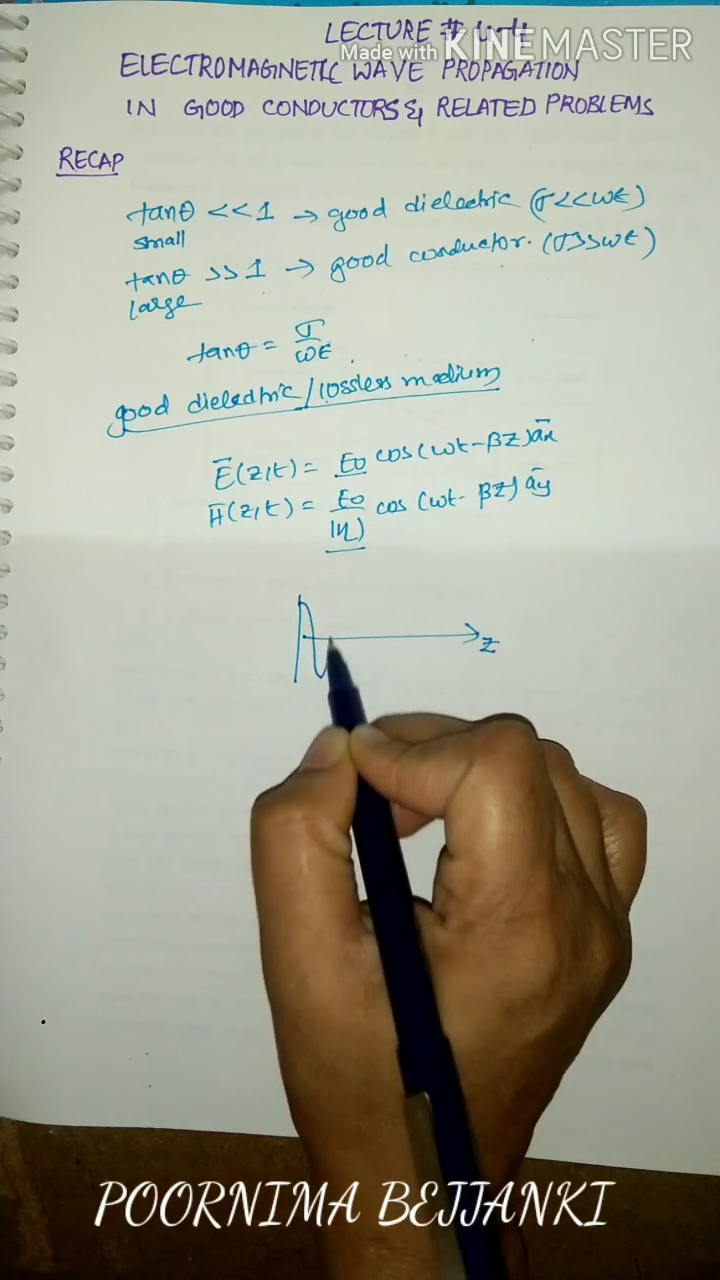 LECTURE #
Made with KINEMASTER
ELECTROMAGNETIC WAVE PROPAGATION
IN GOOD CONDUCTORS & RELATED PROBLEMS
RECAP
tanθ << 1 → good dielectric (σ<<ωε)
small
tanθ >> 1 → good conductor. (σ>>ωε)
large
tanθ = σ/ωε
good dielectric / lossless medium
Ē(z,t) = E0 cos(ωt-βz) āx
H̄(z,t) = E0/|η| cos (ωt- βz) āy
z
POORNIMA BEJJANKI